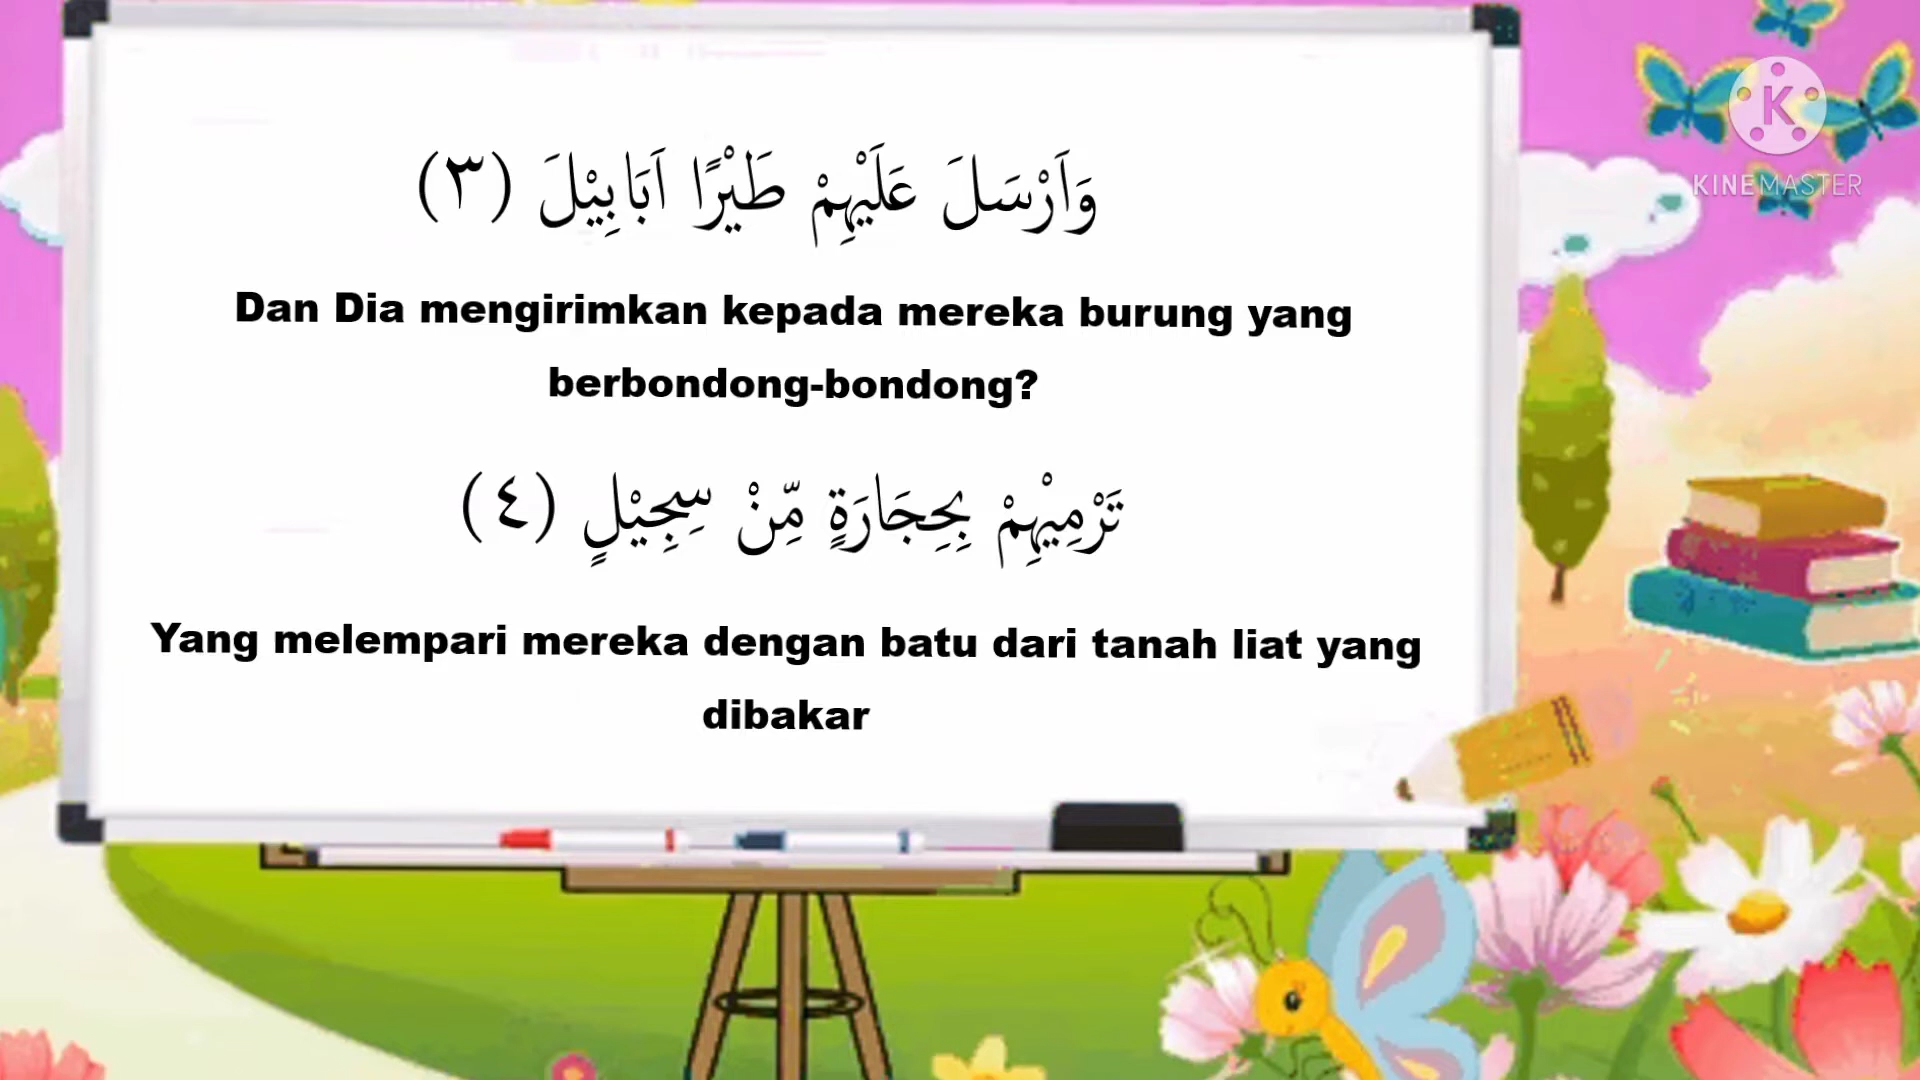 وَاَرْسَلَ عَلَيْهِمْ طَيْرًا اَبَابِيْلَ (٣)
Dan Dia mengirimkan kepada mereka burung yang
berbondong-bondong?
تَرْمِيْهِمْ بِحِجَارَةٍ مِّنْ سِجِيْلٍ (٤)
Yang melempari mereka dengan batu dari tanah liat yang
dibakar
K
KINEMASTER